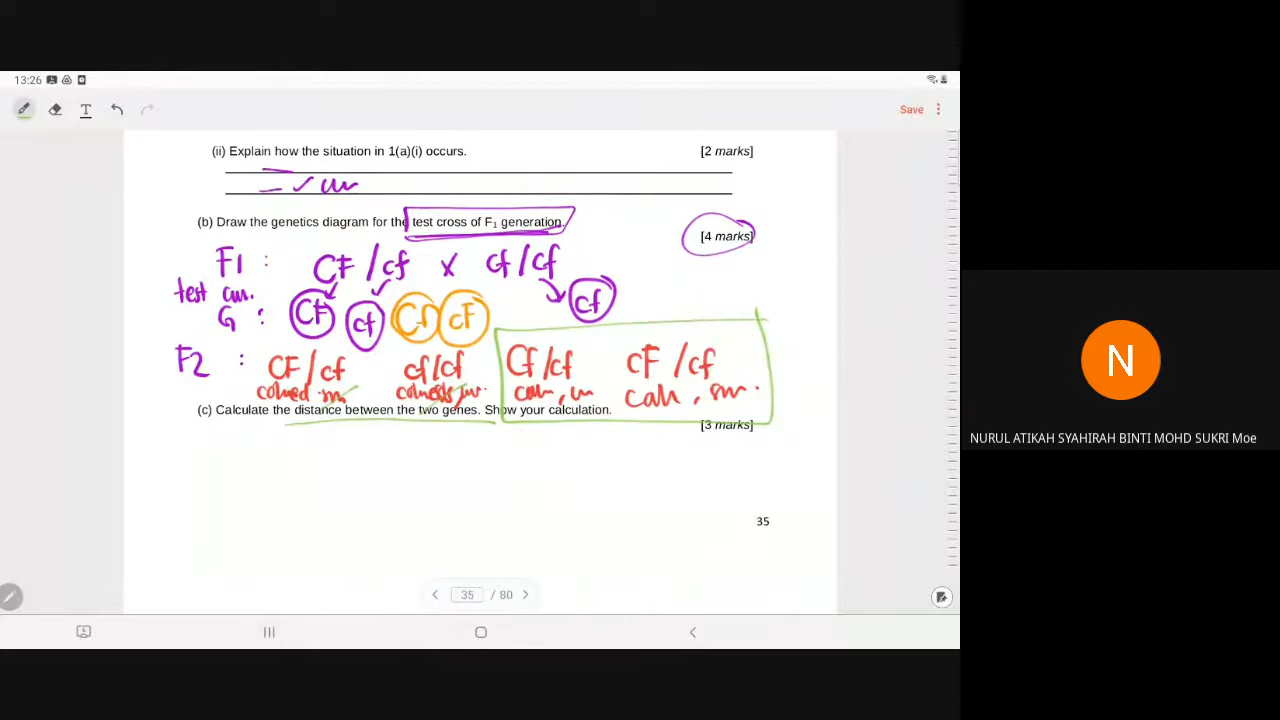 13:26
Save
(ii) Explain how the situation in 1(a)(i) occurs. [2 marks]
(b) Draw the genetics diagram for the test cross of F1 generation. [4 marks]
F1 : CF/cf x cf/cf
test
G : CF cf Cf cF cf
F2 : CF/cf cf/cf Cf/cf cF/cf
(c) Calculate the distance between the two genes. Show your calculation.
[3 marks]
35
35 / 80
N
NURUL ATIKAH SYAHIRAH BINTI MOHD SUKRI Moe